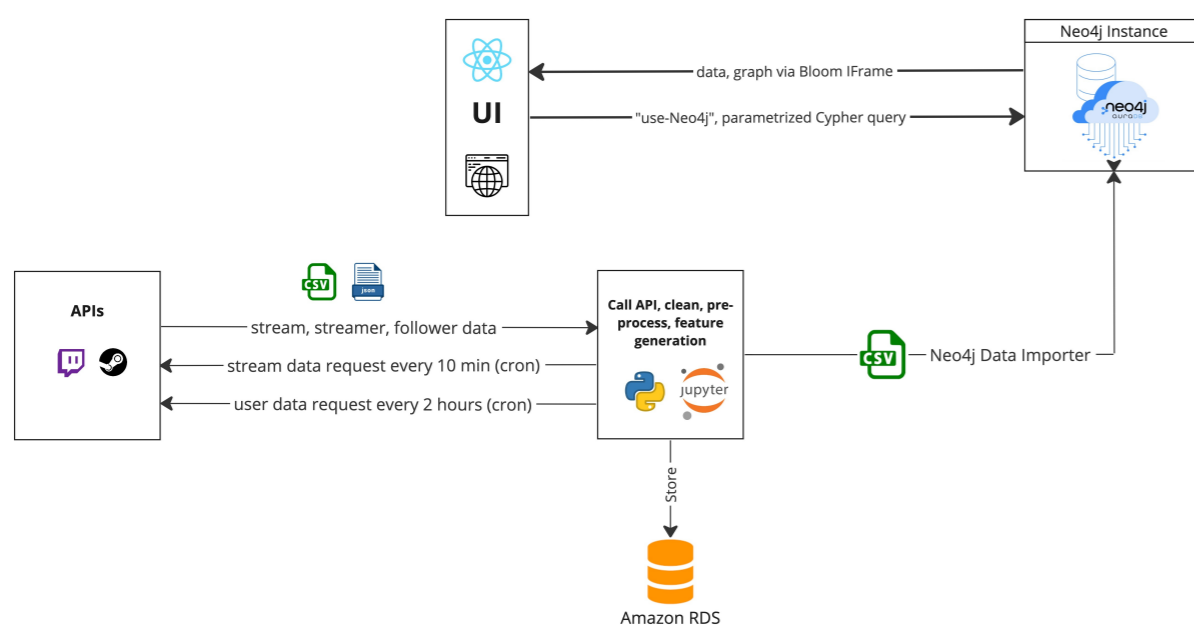 Neo4j Instance
data, graph via Bloom IFrame
UI
"use-Neo4j", parametrized Cypher query
neo4j
aura DB
APIs
CSV
json
stream, streamer, follower data
stream data request every 10 min (cron)
user data request every 2 hours (cron)
Call API, clean, pre-
process, feature
generation
jupyter
CSV
Neo4j Data Importer
Store
Amazon RDS